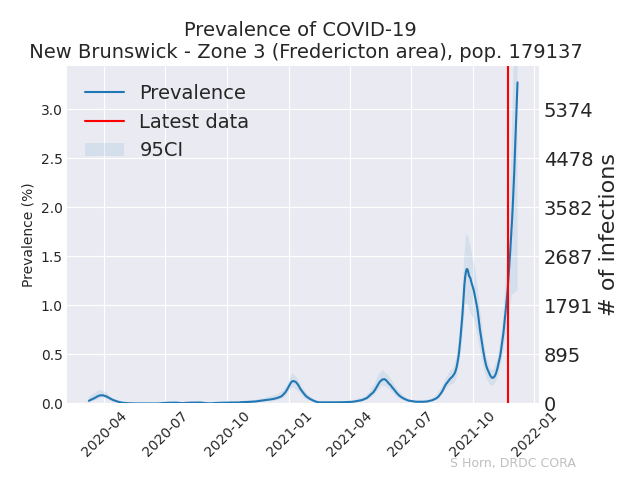 Prevalence of COVID-19
New Brunswick - Zone 3 (Fredericton area), pop. 179137
Prevalence
Latest data
95CI
Prevalence (%)
3.0
2.5
2.0
1.5
1.0
0.5
0.0
5374
4478
3582
2687
1791
895
0
# of infections
2020-04
2020-07
2020-10
2021-01
2021-04
2021-07
2021-10
2022-01
S Horn, DRDC CORA